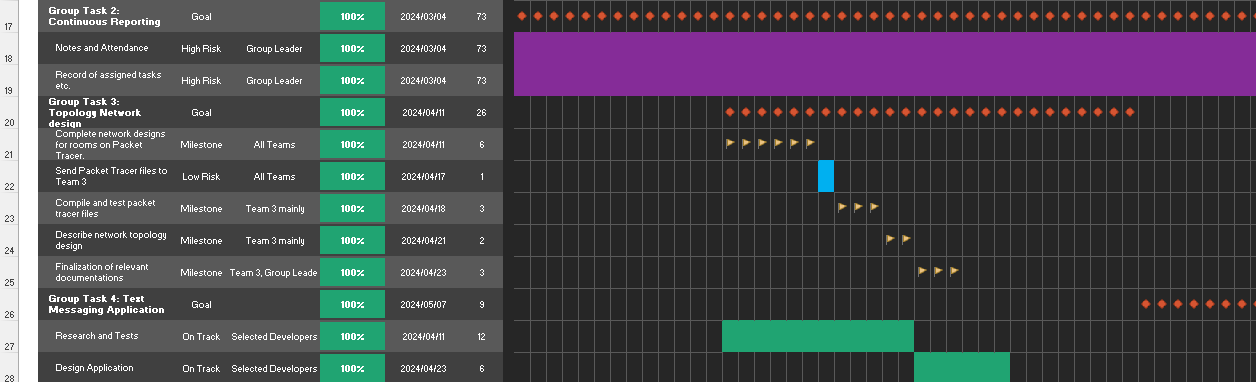 17
Group Task 2:
Continuous Reporting
Goal
100%
2024/03/04
73
18
Notes and Attendance
High Risk
Group Leader
100%
2024/03/04
73
19
Record of assigned tasks
etc.
High Risk
Group Leader
100%
2024/03/04
73
20
Group Task 3:
Topology Network
design
Goal
100%
2024/04/11
26
21
Complete network designs
for rooms on Packet
Tracer.
Milestone
All Teams
100%
2024/04/11
6
22
Send Packet Tracer files to
Team 3
Low Risk
All Teams
100%
2024/04/17
1
23
Compile and test packet
tracer files
Milestone
Team 3 mainly
100%
2024/04/18
3
24
Describe network topology
design
Milestone
Team 3 mainly
100%
2024/04/21
2
25
Finalization of relevant
documentations
Milestone
Team 3, Group Leade
100%
2024/04/23
3
26
Group Task 4: Text
Messaging Application
Goal
100%
2024/05/07
9
27
Research and Tests
On Track
Selected Developers
100%
2024/04/11
12
28
Design Application
On Track
Selected Developers
100%
2024/04/23
6